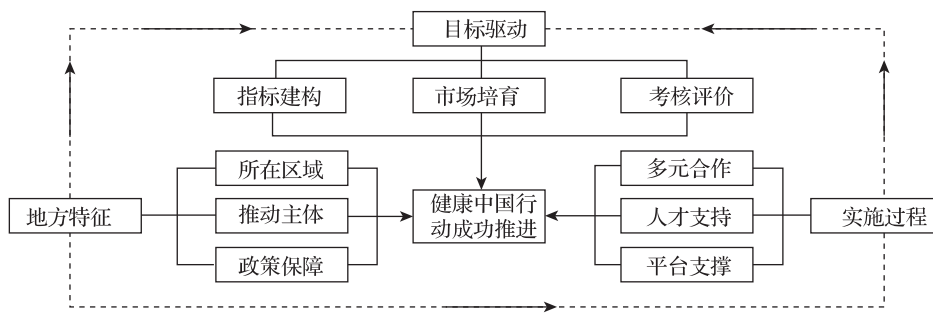 目标驱动
指标建构
市场培育
考核评价
所在区域
多元合作
地方特征
推动主体
健康中国行
动成功推进
人才支持
实施过程
政策保障
平台支撑